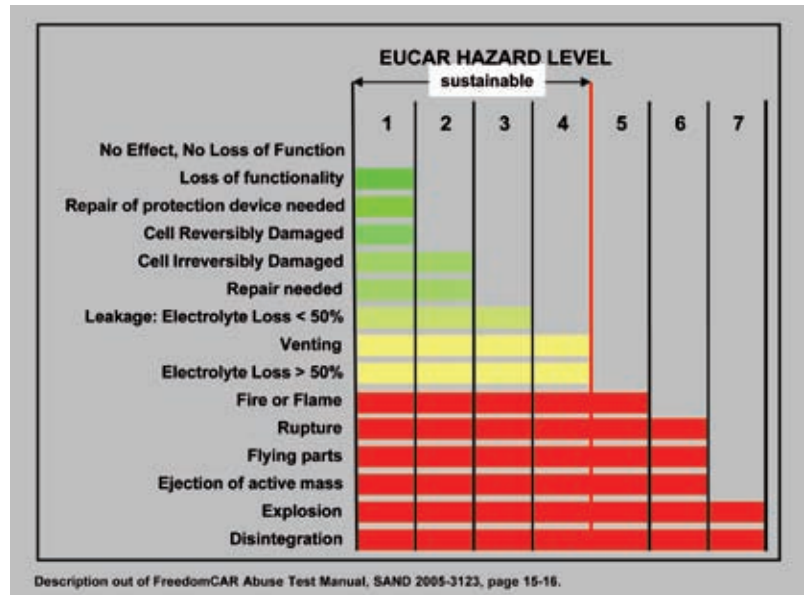 EUCAR HAZARD LEVEL
sustainable
1 2 3 4 5 6 7
No Effect, No Loss of Function
Loss of functionality
Repair of protection device needed
Cell Reversibly Damaged
Cell Irreversibly Damaged
Repair needed
Leakage: Electrolyte Loss < 50%
Venting
Electrolyte Loss > 50%
Fire or Flame
Rupture
Flying parts
Ejection of active mass
Explosion
Disintegration
Description out of FreedomCAR Abuse Test Manual, SAND 2005-3123, page 15-16.